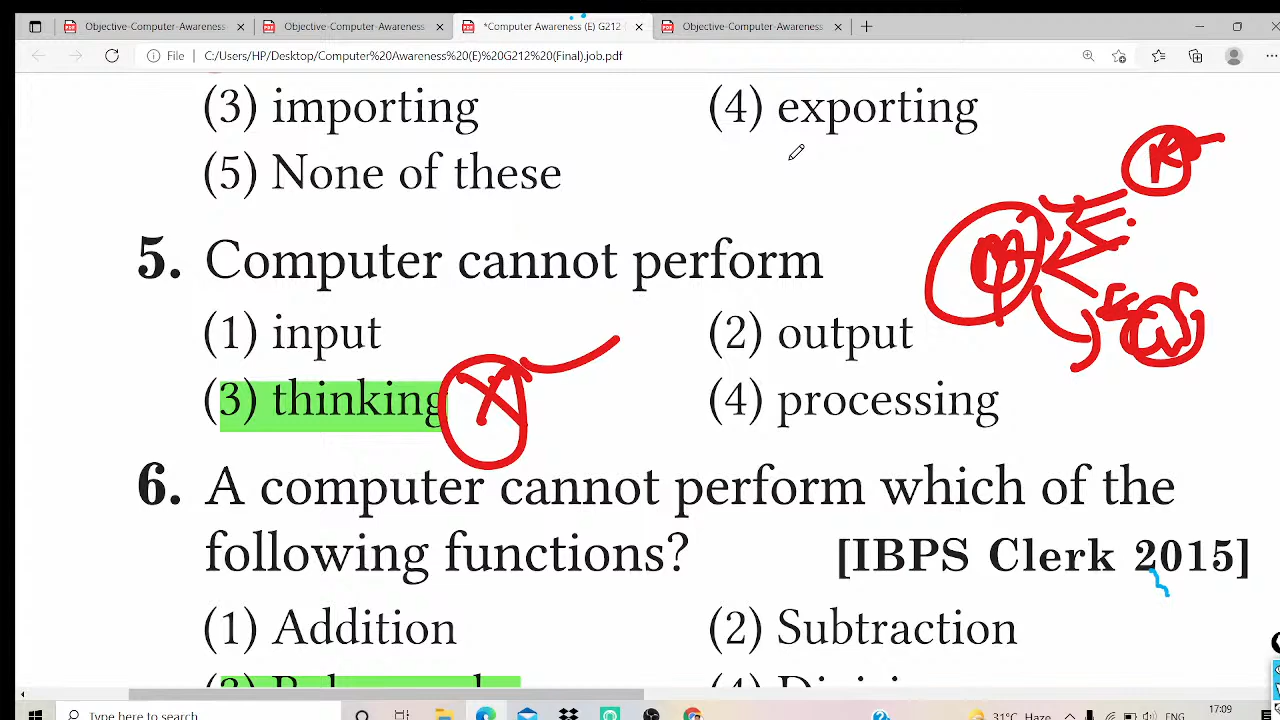 Objective-Computer-Awareness
Objective-Computer-Awareness
*Computer Awareness (E) G212
Objective-Computer-Awareness
File
C:/Users/HP/Desktop/Computer%20Awareness%20(E)%20G212%20(Final).job.pdf
(3) importing
(4) exporting
(5) None of these
5. Computer cannot perform
(1) input
(2) output
(3) thinking
(4) processing
6. A computer cannot perform which of the
following functions?
[IBPS Clerk 2015]
(1) Addition
(2) Subtraction
Type here to search
31°C Haze
ENG
17:09